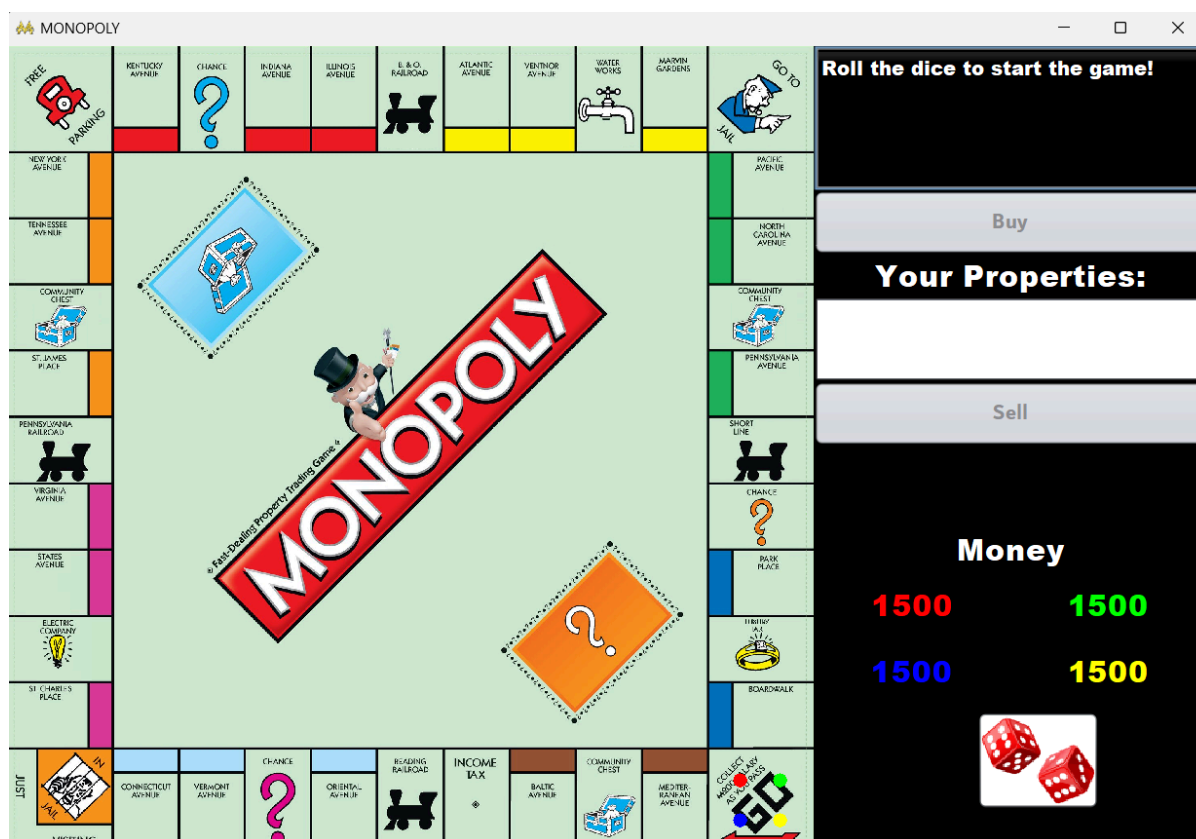 MONOPOLY
FREE
PARKING
KENTUCKY
AVENUE
CHANCE
INDIANA
AVENUE
ILLINOIS
AVENUE
B. & O.
RAILROAD
ATLANTIC
AVENUE
VENTNOR
AVENUE
WATER
WORKS
MARVIN
GARDENS
GO TO
JAIL
NEW YORK
AVENUE
TENNESSEE
AVENUE
COMMUNITY
CHEST
ST. JAMES
PLACE
PENNSYLVANIA
RAILROAD
VIRGINIA
AVENUE
STATES
AVENUE
ELECTRIC
COMPANY
ST. CHARLES
PLACE
PACIFIC
AVENUE
NORTH
CAROLINA
AVENUE
COMMUNITY
CHEST
PENNSYLVANIA
AVENUE
SHORT
LINE
CHANCE
PARK
PLACE
LUXURY
TAX
BOARDWALK
MONOPOLY
Fast-Dealing Property Trading Game
JUST
IN
JAIL
VISITING
CONNECTICUT
AVENUE
VERMONT
AVENUE
CHANCE
ORIENTAL
AVENUE
READING
RAILROAD
INCOME
TAX
BALTIC
AVENUE
COMMUNITY
CHEST
MEDITER-
RANEAN
AVENUE
COLLECT
AS YOU PASS
GO
Roll the dice to start the game!
Buy
Your Properties:
Sell
Money
1500 1500
1500 1500